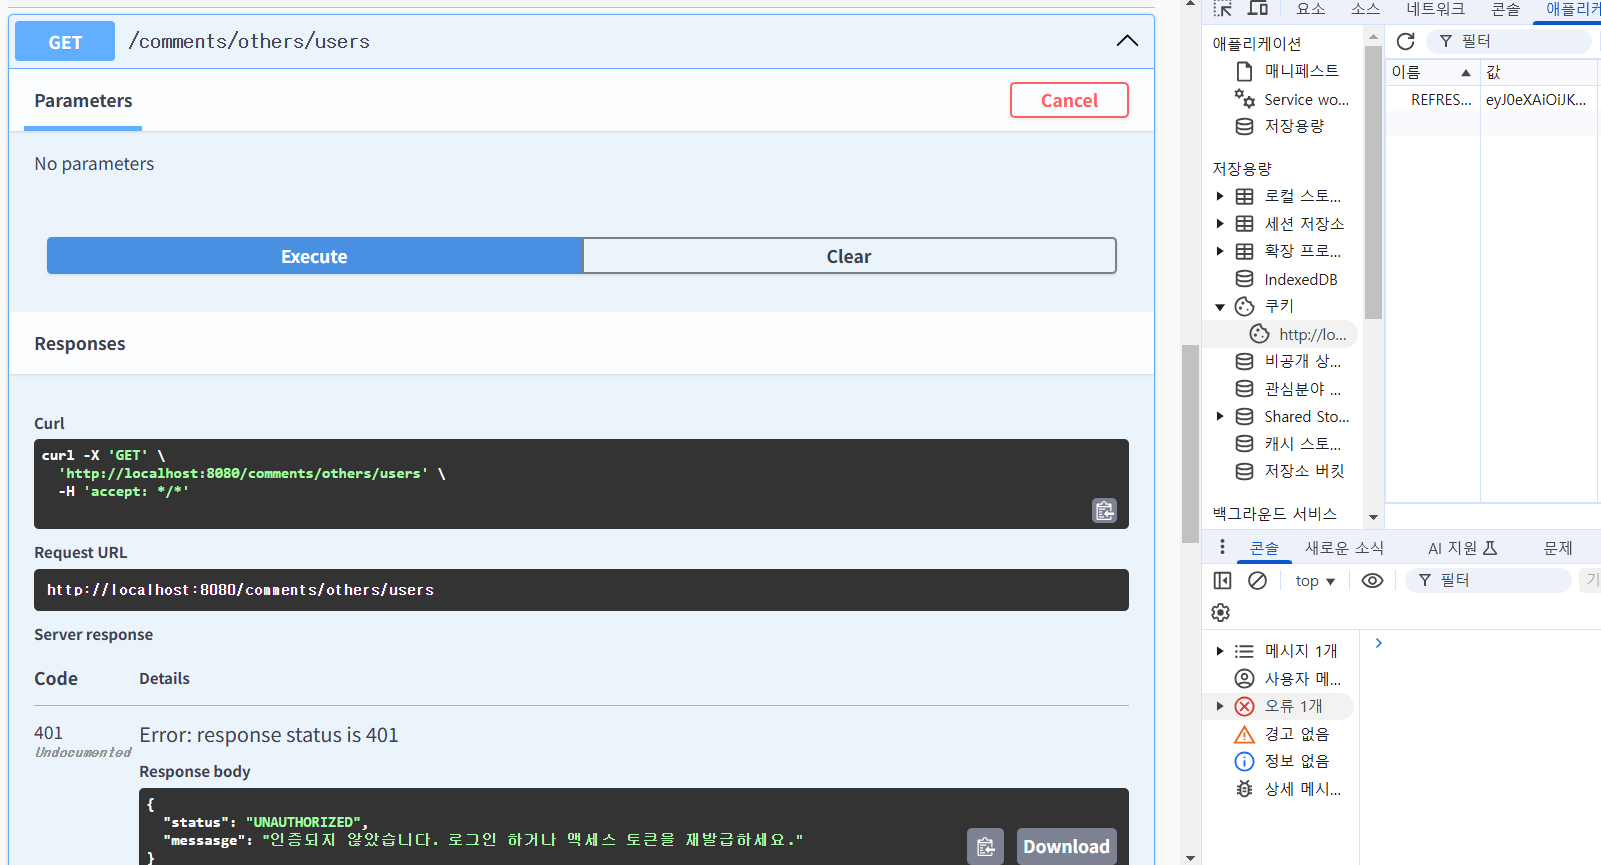 GET /comments/others/users
Parameters
Cancel
No parameters
Execute
Clear
Responses
Curl
curl -X 'GET' \
'http://localhost:8080/comments/others/users' \
-H 'accept: */*'
Request URL
http://localhost:8080/comments/others/users
Server response
Code Details
401 Error: response status is 401
Undocumented
Response body
{
"status": "UNAUTHORIZED",
"messasge": "인증되지 않았습니다. 로그인 하거나 액세스 토큰을 재발급하세요."
}
Download
요소 소스 네트워크 콘솔 애플리케
애플리케이션
매니페스트
Service wo...
저장용량
저장용량
로컬 스토...
세션 저장소
확장 프로...
IndexedDB
쿠키
http://lo...
비공개 상...
관심분야 ...
Shared Sto...
캐시 스토...
저장소 버킷
백그라운드 서비스
필터
이름 값
REFRES... eyJ0eXAiOiJK...
콘솔 새로운 소식 AI 지원 문제
top 필터 기
메시지 1개
사용자 메...
오류 1개
경고 없음
정보 없음
상세 메시...